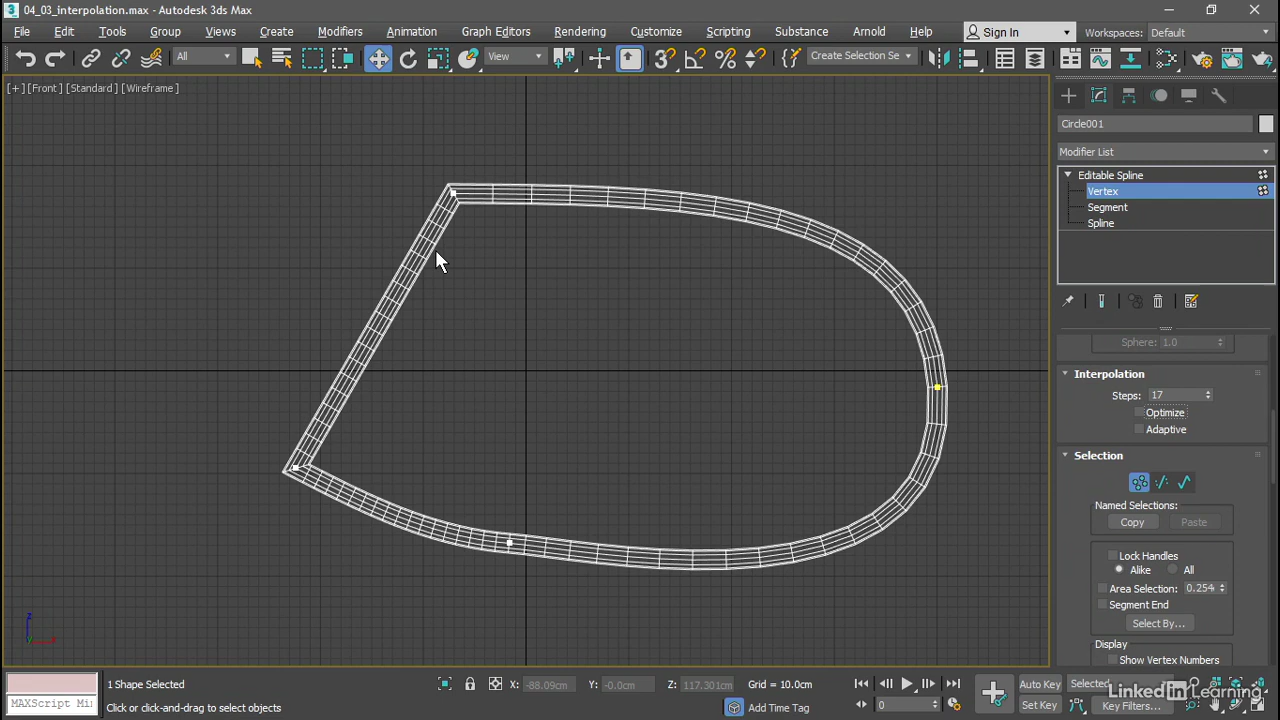 04_03_interpolation.max - Autodesk 3ds Max
File Edit Tools Group Views Create Modifiers Animation Graph Editors Rendering Customize Scripting Substance Arnold Help Sign In Workspaces: Default
All View Create Selection Se
[+] [Front] [Standard] [Wireframe]
Circle001
Modifier List
Editable Spline
Vertex
Segment
Spline
Sphere: 1.0
Interpolation
Steps: 17
Optimize
Adaptive
Selection
Named Selections:
Copy Paste
Lock Handles
Alike All
Area Selection: 0.254
Segment End
Select By...
Display
Show Vertex Numbers
z
x
y
MAXScript Mi
1 Shape Selected
Click or click-and-drag to select objects
X: -88.09cm Y: -0.0cm Z: 117.301cm Grid = 10.0cm
Add Time Tag
0
Auto Key Selected
Set Key Key Filters...
LinkedIn Learning